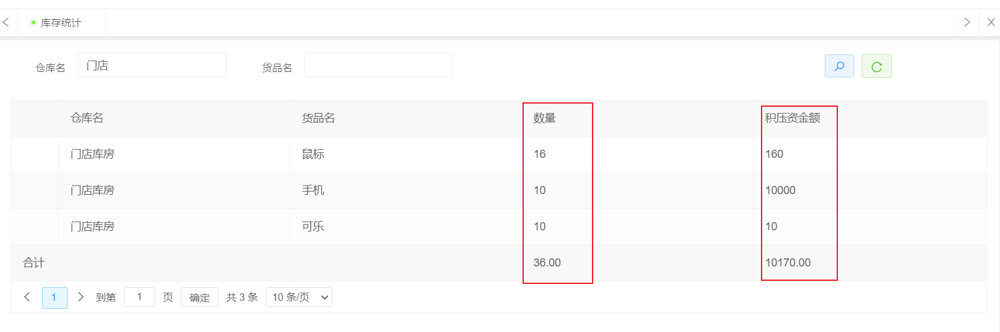 库存统计
仓库名 门店 货品名
仓库名 货品名 数量 积压资金额
门店库房 鼠标 16 160
门店库房 手机 10 10000
门店库房 可乐 10 10
合计 36.00 10170.00
1 到第 1 页 确定 共 3 条 10 条/页